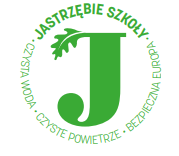 · JASTRZĘBIE SZKOŁY ·
CZYSTA WODA · CZYSTE POWIETRZE · BEZPIECZNA EUROPA
J